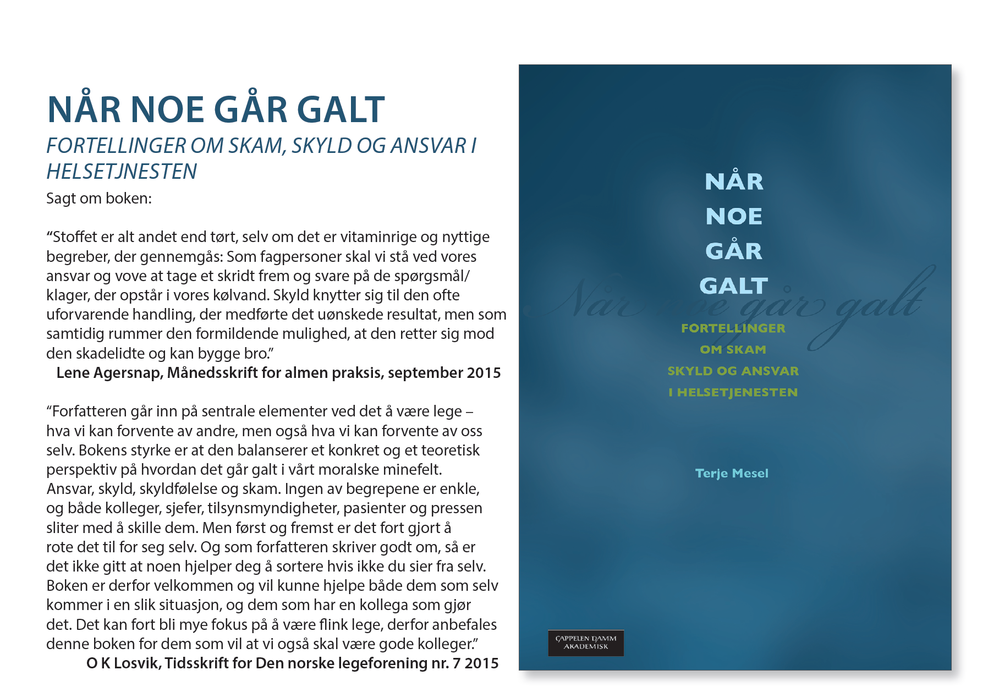 NÅR NOE GÅR GALT
FORTELLINGER OM SKAM, SKYLD OG ANSVAR I
HELSETJNESTEN
Sagt om boken:
“Stoffet er alt andet end tørt, selv om det er vitaminrige og nyttige
begreber, der gennemgås: Som fagpersoner skal vi stå ved vores
ansvar og vove at tage et skridt frem og svare på de spørgsmål/
klager, der opstår i vores kølvand. Skyld knytter sig til den ofte
uforvarende handling, der medførte det uønskede resultat, men som
samtidig rummer den formildende mulighed, at den retter sig mod
den skadelidte og kan bygge bro.”
Lene Agersnap, Månedsskrift for almen praksis, september 2015
“Forfatteren går inn på sentrale elementer ved det å være lege –
hva vi kan forvente av andre, men også hva vi kan forvente av oss
selv. Bokens styrke er at den balanserer et konkret og et teoretisk
perspektiv på hvordan det går galt i vårt moralske minefelt.
Ansvar, skyld, skyldfølelse og skam. Ingen av begrepene er enkle,
og både kolleger, sjefer, tilsynsmyndigheter, pasienter og pressen
sliter med å skille dem. Men først og fremst er det fort gjort å
rote det til for seg selv. Og som forfatteren skriver godt om, så er
det ikke gitt at noen hjelper deg å sortere hvis ikke du sier fra selv.
Boken er derfor velkommen og vil kunne hjelpe både dem som selv
kommer i en slik situasjon, og dem som har en kollega som gjør
det. Det kan fort bli mye fokus på å være flink lege, derfor anbefales
denne boken for dem som vil at vi også skal være gode kolleger.”
O K Losvik, Tidsskrift for Den norske legeforening nr. 7 2015
NÅR
NOE
GÅR
GALT
Når noe går galt
FORTELLINGER
OM SKAM
SKYLD OG ANSVAR
I HELSETJENESTEN
Terje Mesel
CAPPELEN DAMM
AKADEMISK